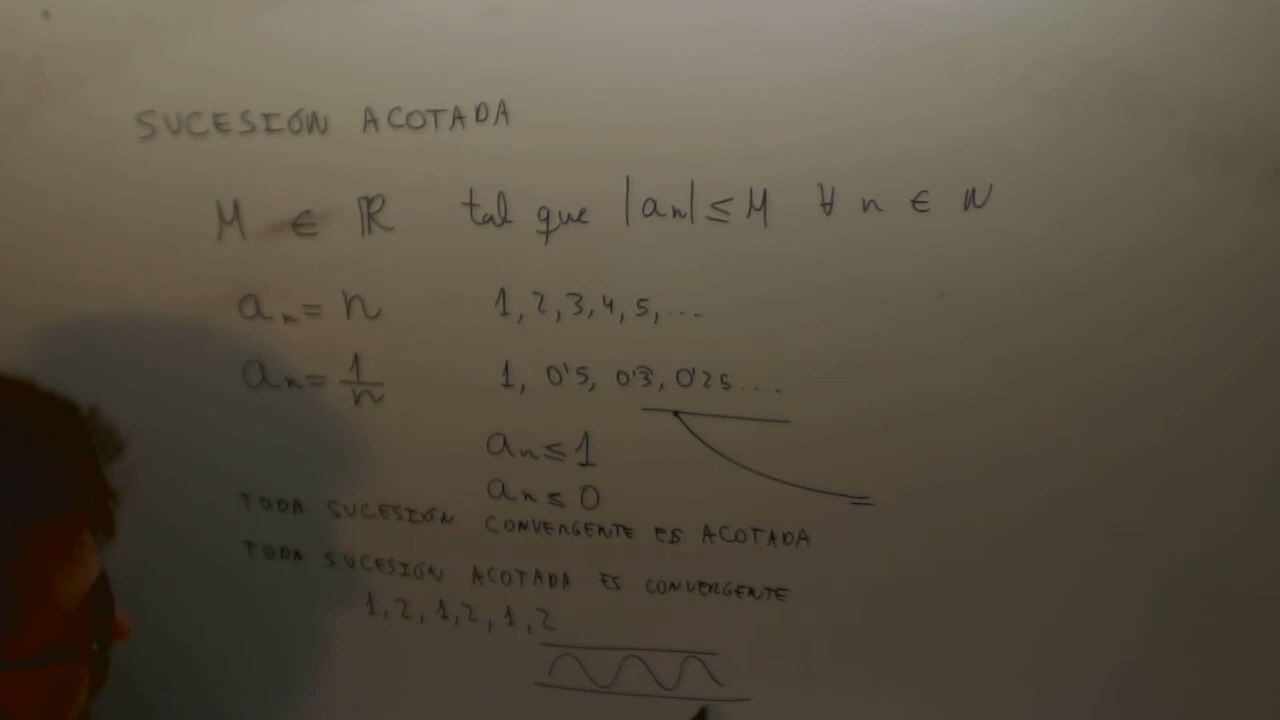 SUCESIÓN ACOTADA
M ∈ ℝ tal que |an| ≤ M ∀ n ∈ N
an = n 1, 2, 3, 4, 5, ...
an = 1/n 1, 0'5, 0'3, 0'25....
an ≤ 1
an ≤ 0
TODA SUCESIÓN CONVERGENTE ES ACOTADA
TODA SUCESIÓN ACOTADA ES CONVERGENTE
1, 2, 1, 2, 1, 2